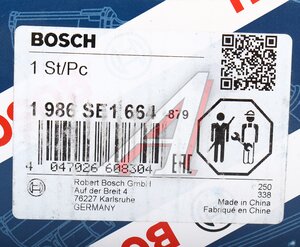 BOSCH
1 St/Pc
1 986 SE1 654 -879
4 047026 608304
EAC
Robert Bosch GmbH
Auf der Breit 4
76227 Karlsruhe
GERMANY
250
338
Made in China
Fabriqué en Chine